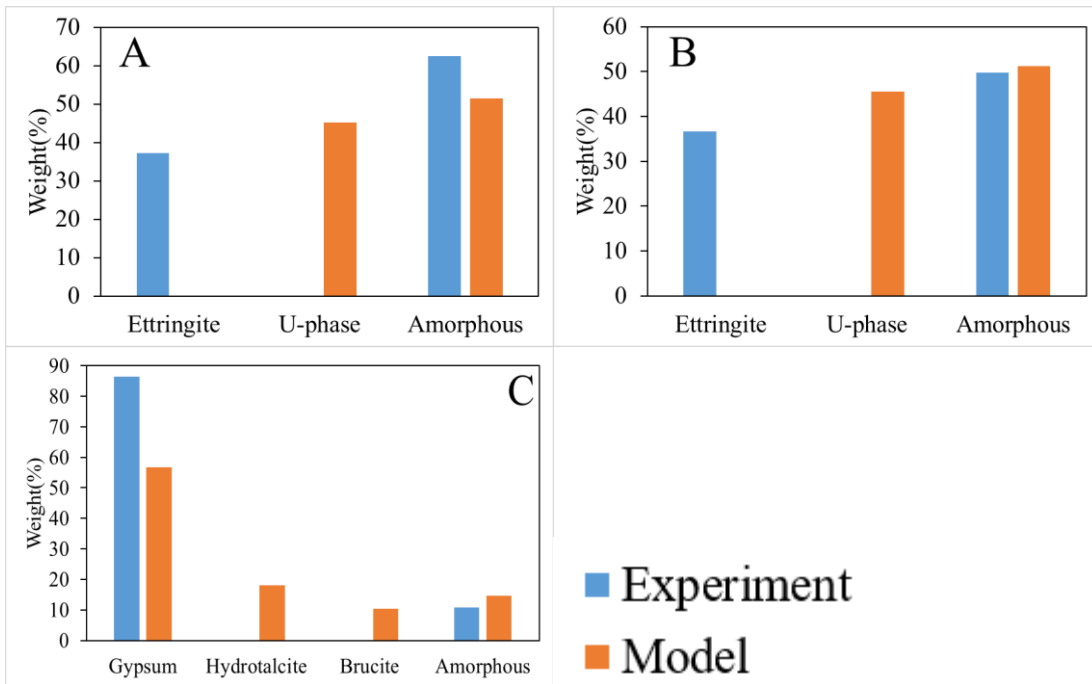 A
Weight(%)
70
60
50
40
30
20
10
0
Ettringite U-phase Amorphous
B
Weight(%)
60
50
40
30
20
10
0
Ettringite U-phase Amorphous
C
Weight(%)
90
80
70
60
50
40
30
20
10
0
Gypsum Hydrotalcite Brucite Amorphous
Experiment
Model